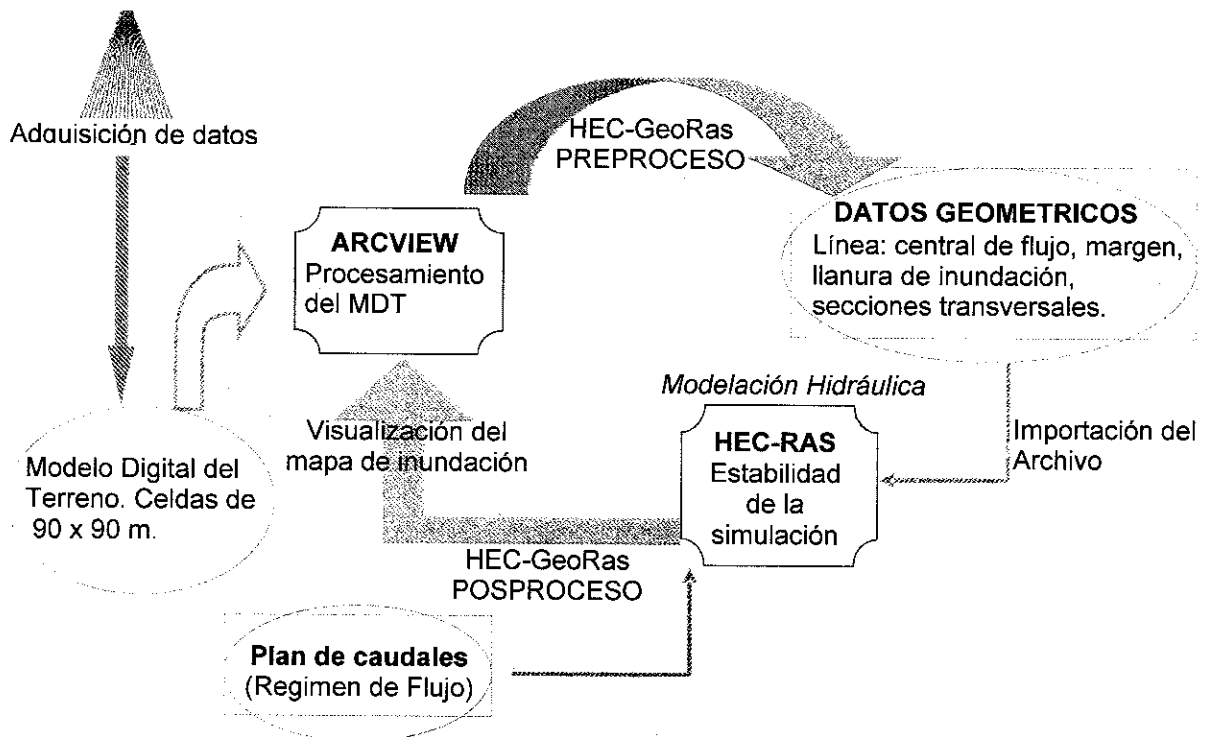 Adquisición de datos
HEC-GeoRas
PREPROCESO
ARCVIEW
Procesamiento
del MDT
DATOS GEOMETRICOS
Línea: central de flujo, margen,
llanura de inundación,
secciones transversales.
Modelación Hidráulica
HEC-RAS
Estabilidad
de la
simulación
Importación del
Archivo
Visualización del
mapa de inundación
Modelo Digital del
Terreno. Celdas de
90 x 90 m.
HEC-GeoRas
POSPROCESO
Plan de caudales
(Regimen de Flujo)